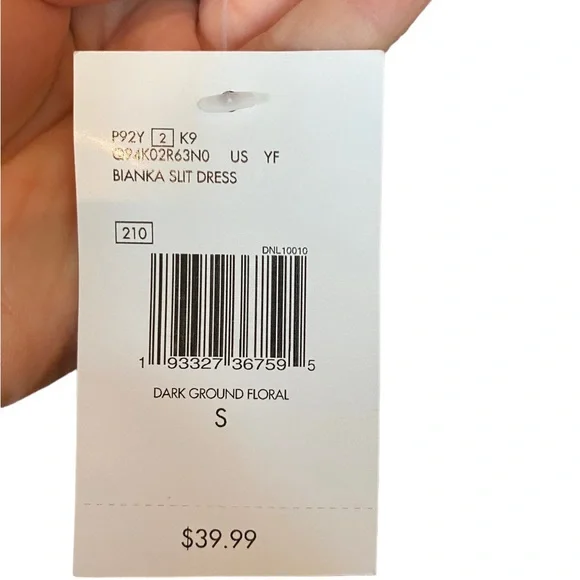 P92Y 2 K9
Q94K02R63N0 US YF
BIANKA SLIT DRESS
210
DNL10010
1 93327 36759 5
DARK GROUND FLORAL
S
$39.99